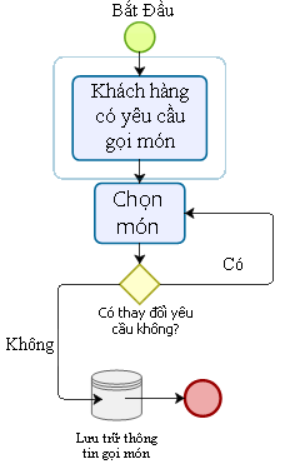 Bắt Đầu
Khách hàng
có yêu cầu
gọi món
Chọn
món
Có
Có thay đổi yêu
cầu không?
Không
Lưu trữ thông
tin gọi món